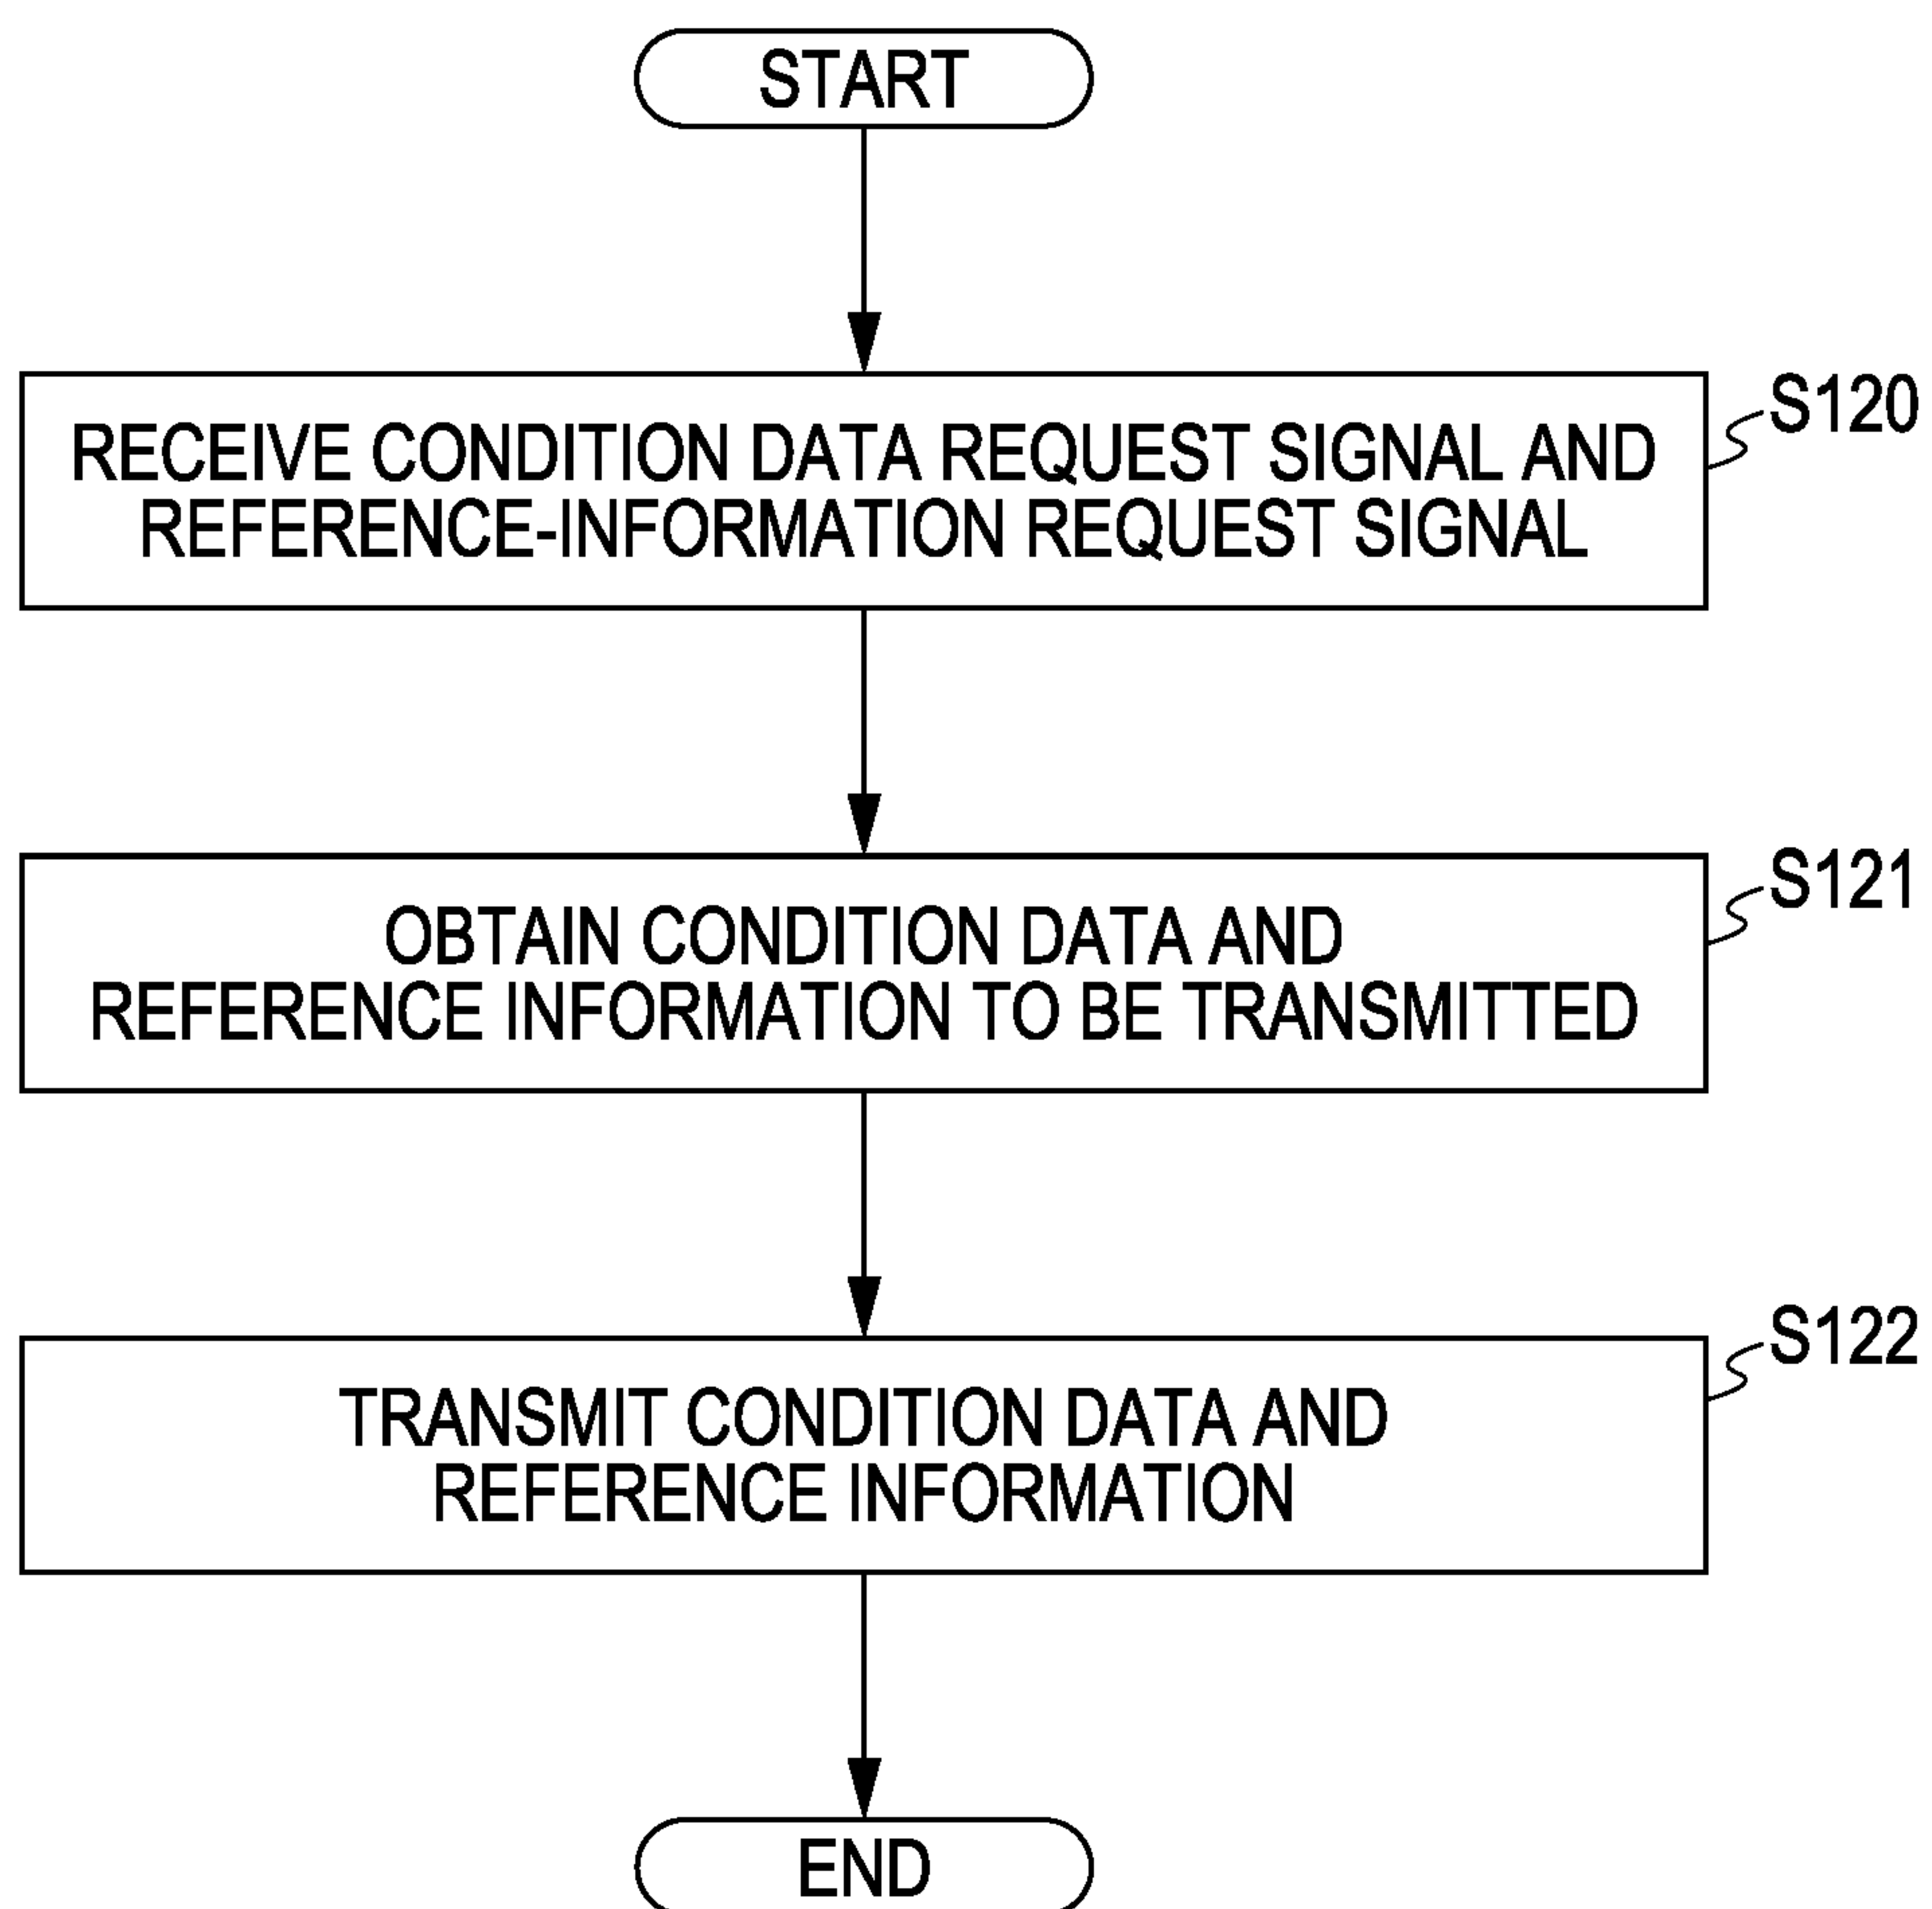 START
S120
RECEIVE CONDITION DATA REQUEST SIGNAL AND
REFERENCE-INFORMATION REQUEST SIGNAL
S121
OBTAIN CONDITION DATA AND
REFERENCE INFORMATION TO BE TRANSMITTED
S122
TRANSMIT CONDITION DATA AND
REFERENCE INFORMATION
END